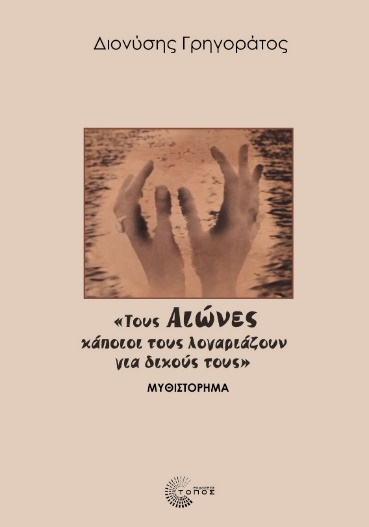 Διονύσης Γρηγοράτος
«Τους Αιώνες
κάποιοι τους λογαριάζουν
για δικούς τους»
ΜΥΘΙΣΤΟΡΗΜΑ
ΕΚΔΟΣΕΙΣ
ΤΟΠΟΣ